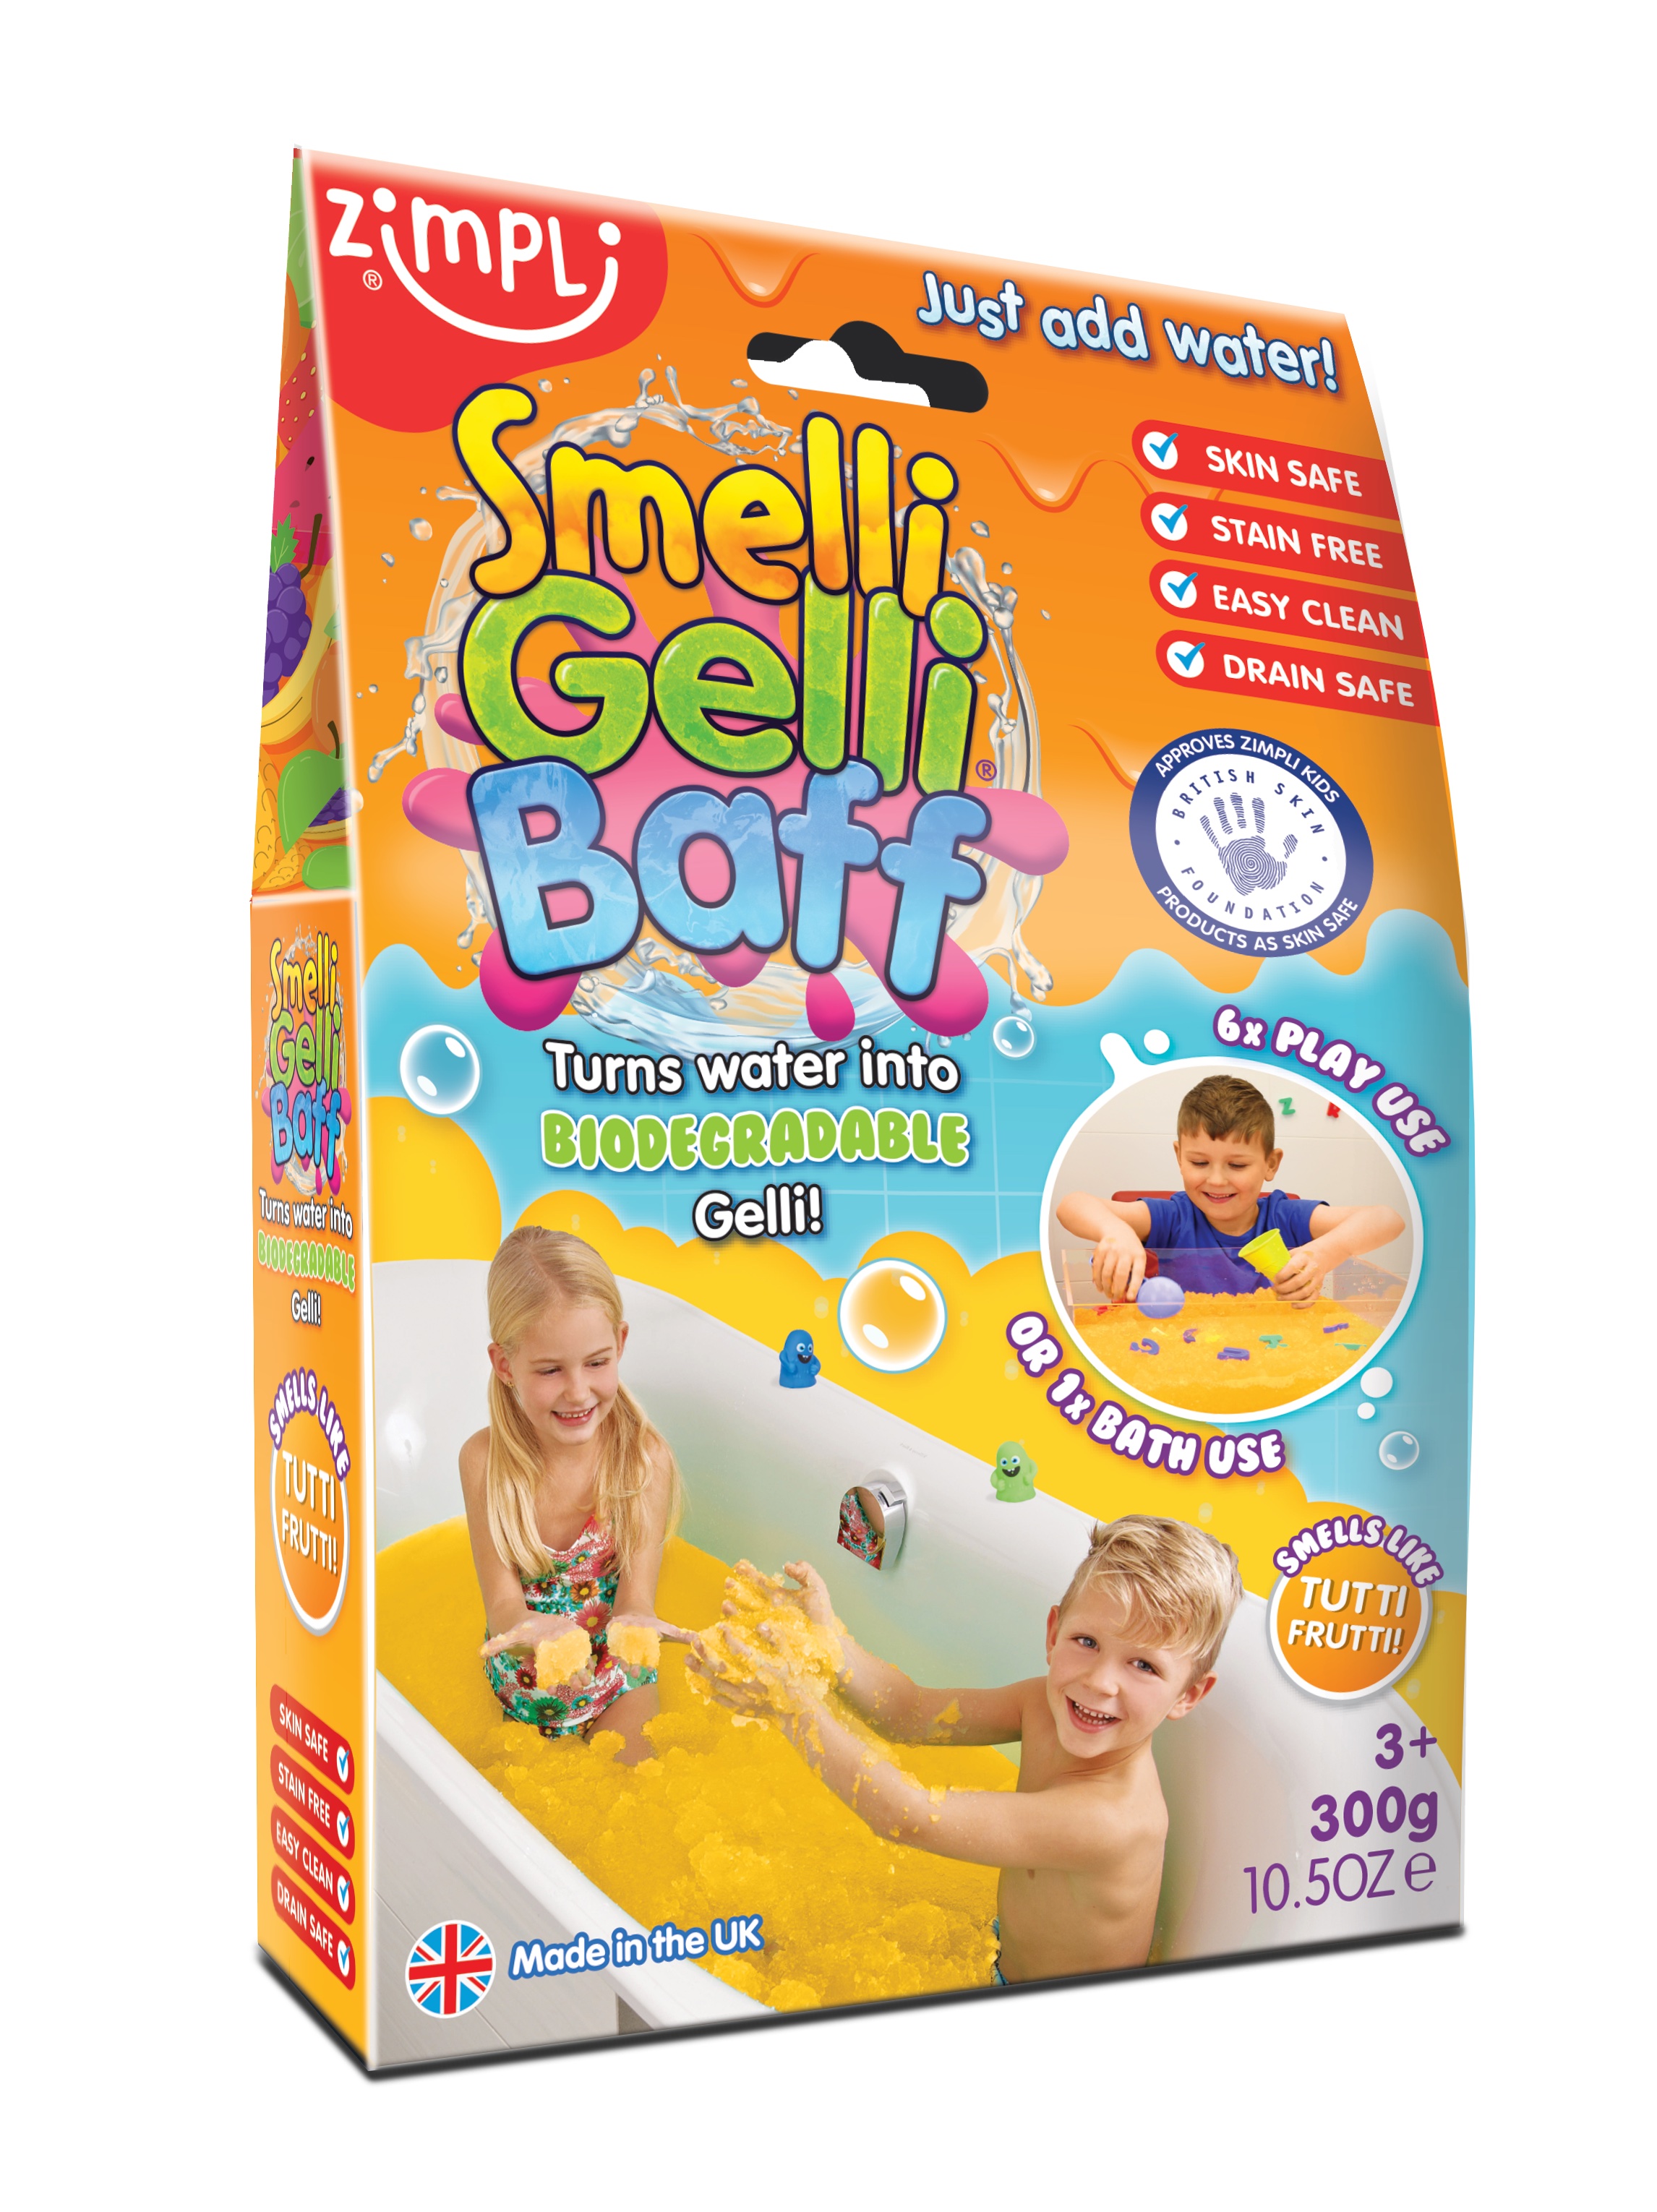 zimpli
®
Just add water!
SKIN SAFE
STAIN FREE
EASY CLEAN
DRAIN SAFE
Smelli
Gelli
®
Baff
APPROVES ZIMPLI KIDS
BRITISH SKIN
FOUNDATION
PRODUCTS AS SKIN SAFE
Turns water into
BIODEGRADABLE
Gelli!
6x PLAY USE
OR 1x BATH USE
SMELLS LIKE
TUTTI
FRUTTI!
3+
300g
10.5OZ e
Made in the UK
Smelli
Gelli
Baff
Turns water into
BIODEGRADABLE
Gelli!
SMELLS LIKE
TUTTI
FRUTTI!
SKIN SAFE
STAIN FREE
EASY CLEAN
DRAIN SAFE